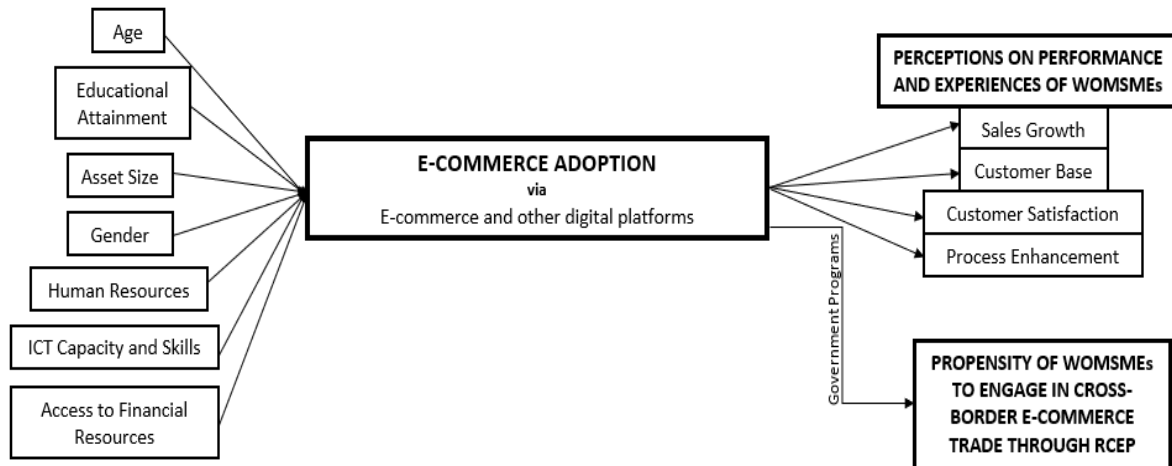 Age
Educational
Attainment
Asset Size
Gender
Human Resources
ICT Capacity and Skills
Access to Financial
Resources
E-COMMERCE ADOPTION
via
E-commerce and other digital platforms
Government Programs
PERCEPTIONS ON PERFORMANCE
AND EXPERIENCES OF WOMSMEs
Sales Growth
Customer Base
Customer Satisfaction
Process Enhancement
PROPENSITY OF WOMSMEs
TO ENGAGE IN CROSS-
BORDER E-COMMERCE
TRADE THROUGH RCEP